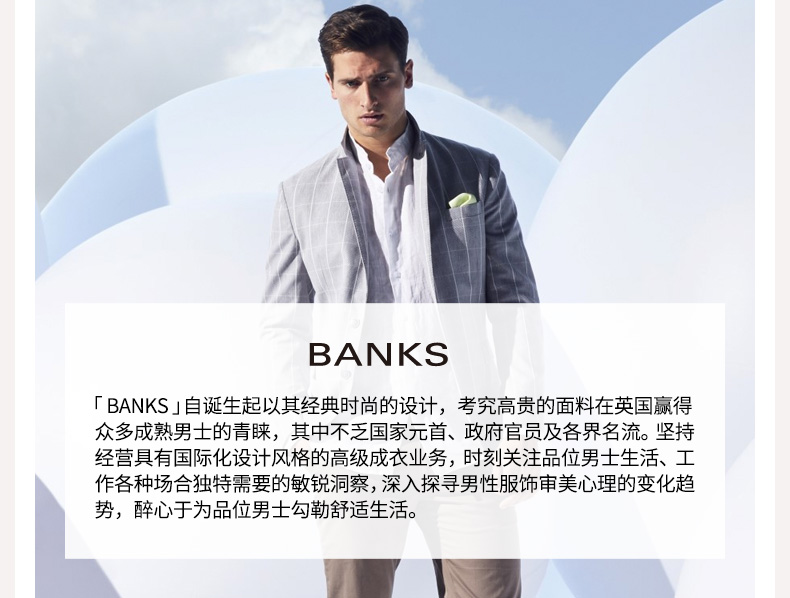 BANKS
「BANKS」自诞生起以其经典时尚的设计，考究高贵的面料在英国赢得
众多成熟男士的青睐，其中不乏国家元首、政府官员及各界名流。坚持
经营具有国际化设计风格的高级成衣业务，时刻关注品位男士生活、工
作各种场合独特需要的敏锐洞察，深入探寻男性服饰审美心理的变化趋
势，醉心于为品位男士勾勒舒适生活。